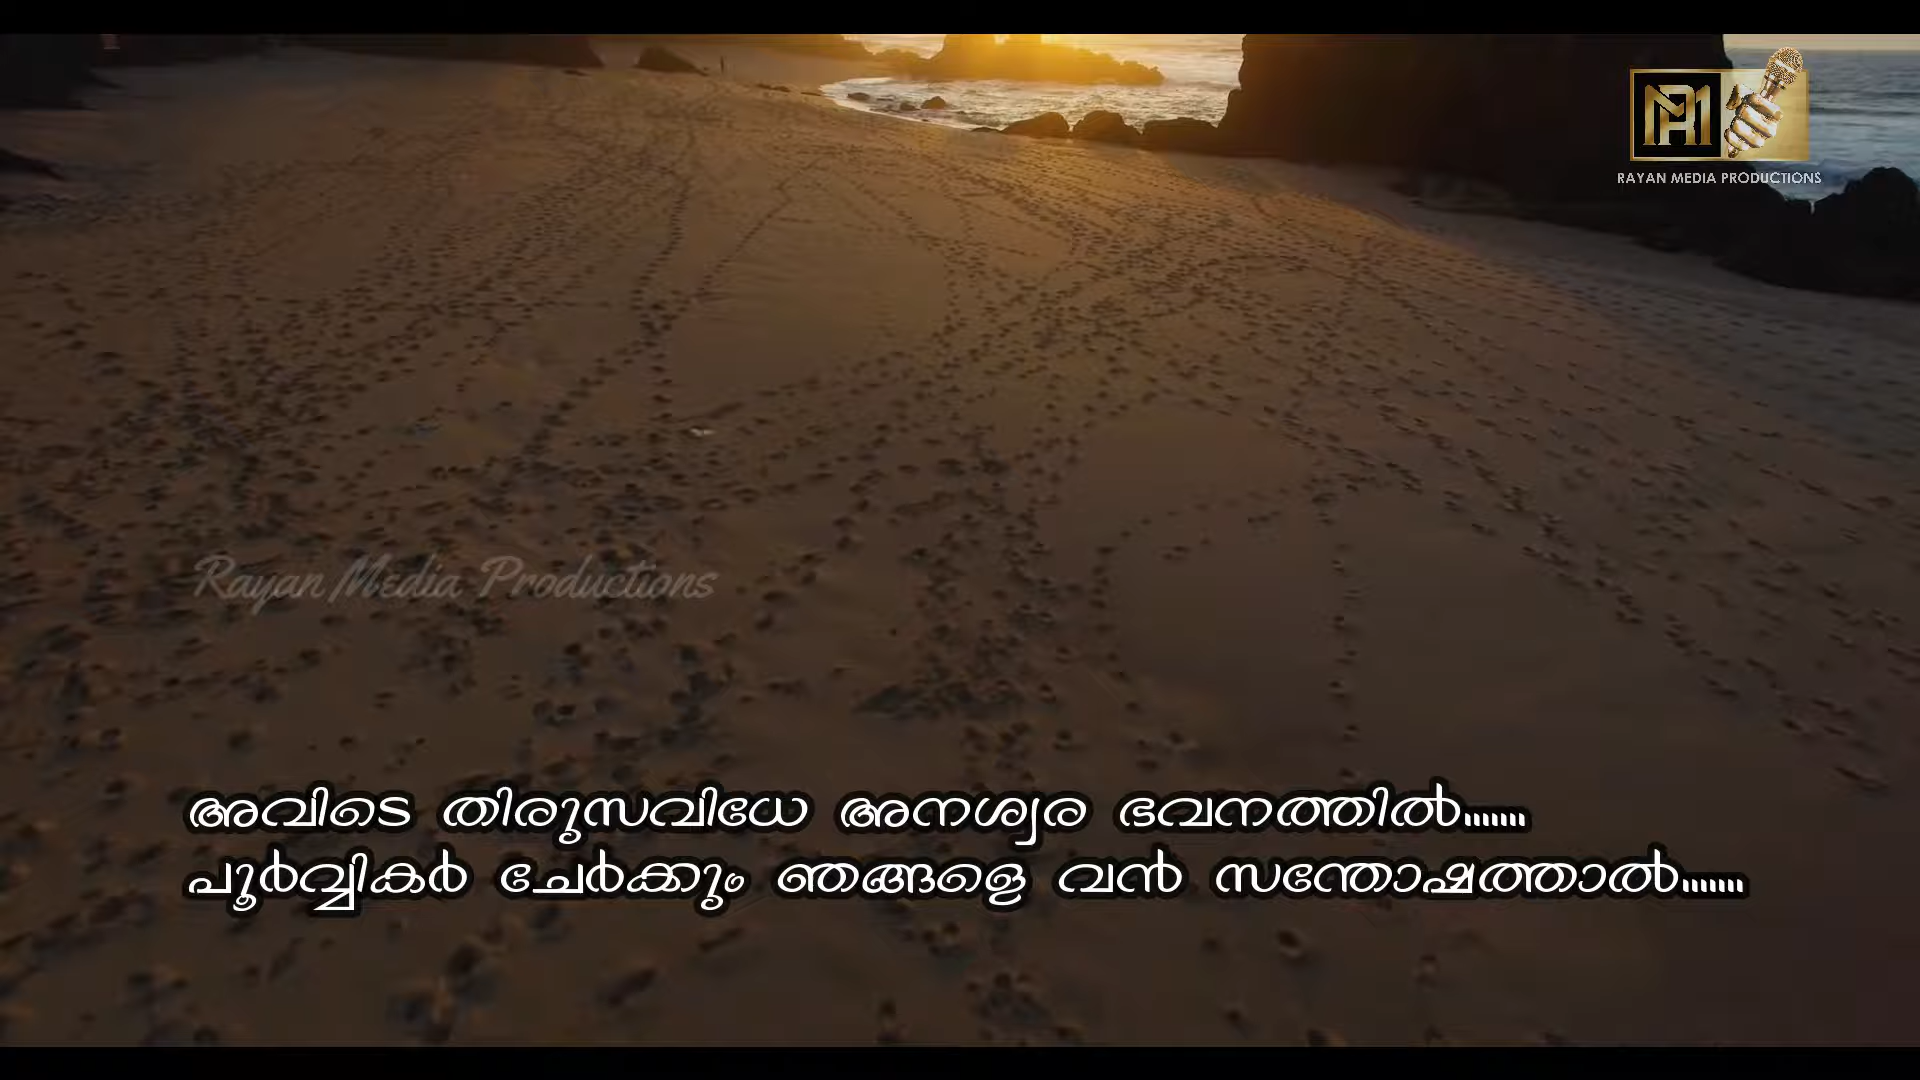 RAYAN MEDIA PRODUCTIONS
Rayan Media Productions
അവിടെ തിരുസവിധേ അനശ്വര ഭവനത്തിൽ......
പൂർവ്വികർ ചേർക്കും ഞങ്ങളെ വൻ സന്തോഷത്താൽ......